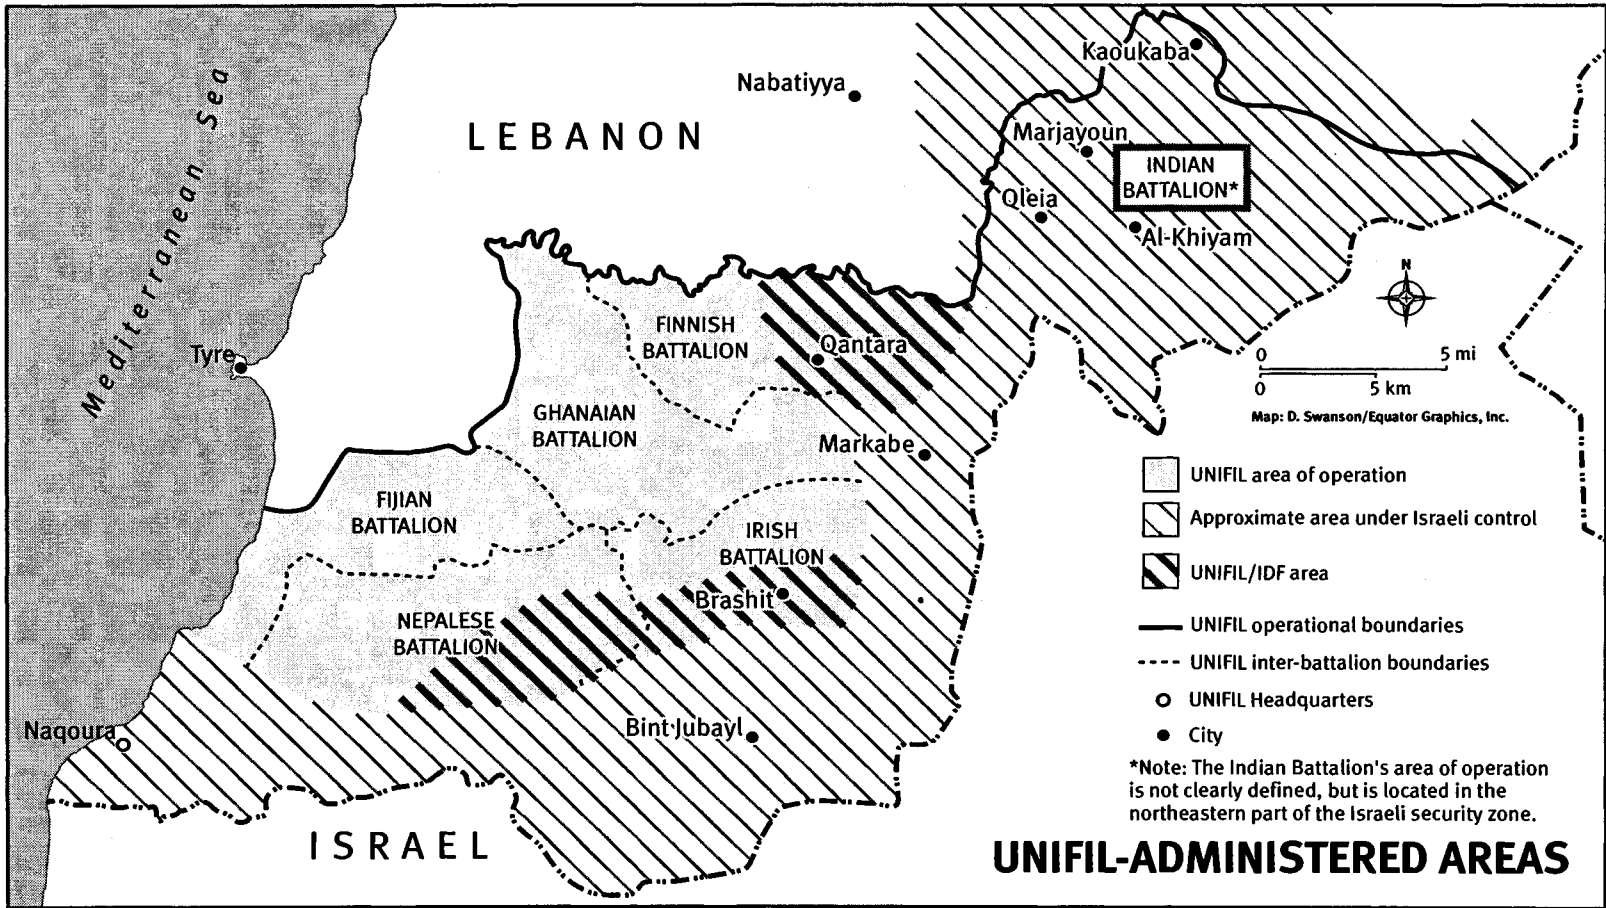 Kaoukaba
Nabatiyya
LEBANON
Marjayoun
INDIAN
BATTALION*
Qleia
Al-Khiyam
Mediterranean Sea
N
FINNISH
BATTALION
Qantara
Tyre
0 5 mi
0 5 km
Map: D. Swanson/Equator Graphics, Inc.
GHANAIAN
BATTALION
Markabe
UNIFIL area of operation
FIJIAN
BATTALION
Approximate area under Israeli control
IRISH
BATTALION
UNIFIL/IDF area
Brashit
NEPALESE
BATTALION
UNIFIL operational boundaries
UNIFIL inter-battalion boundaries
UNIFIL Headquarters
Naqoura
Bint Jubayl
City
*Note: The Indian Battalion's area of operation
is not clearly defined, but is located in the
northeastern part of the Israeli security zone.
ISRAEL
UNIFIL-ADMINISTERED AREAS